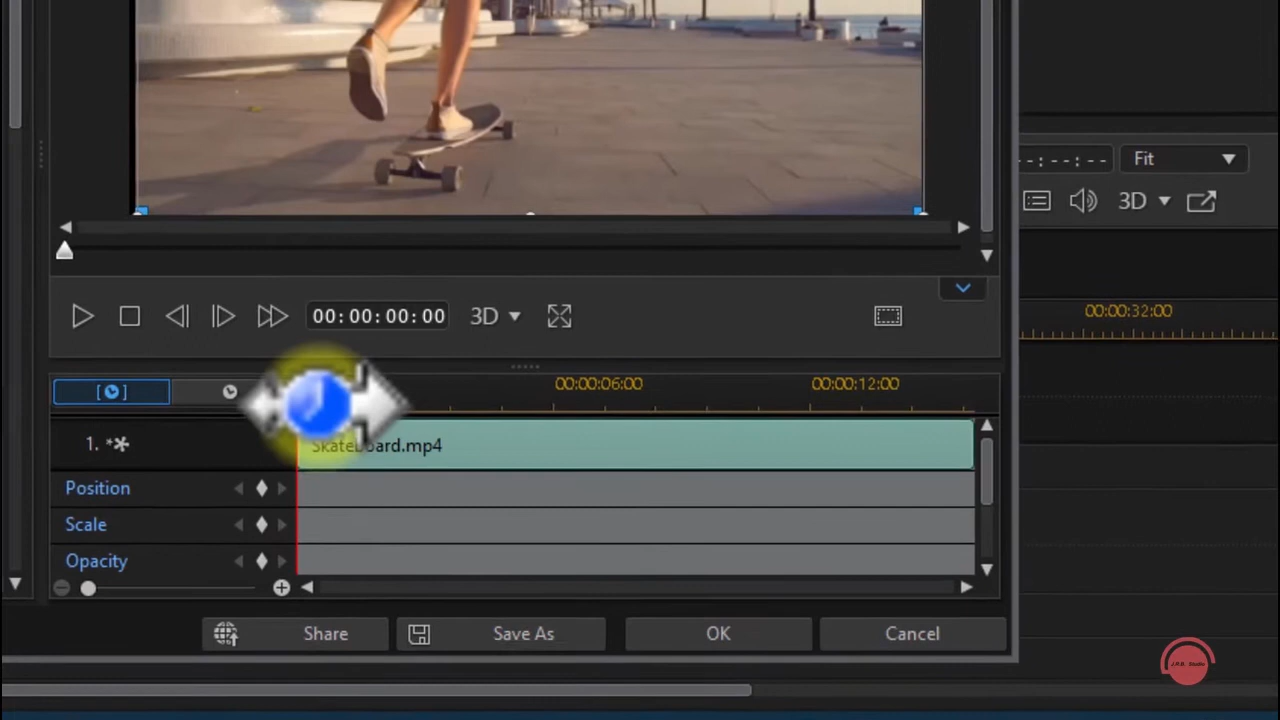 --:--:--
Fit
3D
00:00:00:00
3D
00:00:32:00
00:00:06:00
00:00:12:00
1.
Skateboard.mp4
Position
Scale
Opacity
Share
Save As
OK
Cancel
J.R.B. Studio